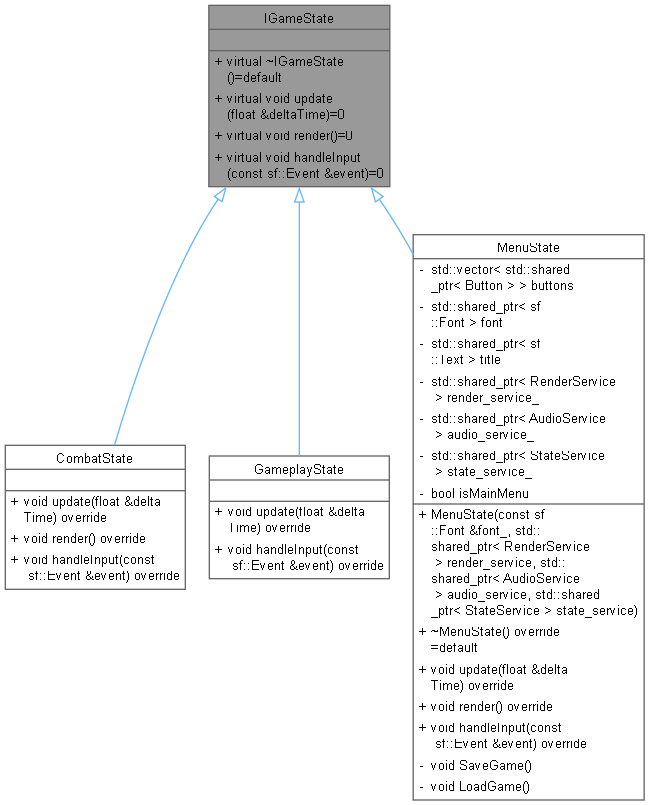 IGameState
+ virtual ~IGameState
()=default
+ virtual void update
(float &deltaTime)=0
+ virtual void render()=0
+ virtual void handleInput
(const sf::Event &event)=0
MenuState
- std::vector< std::shared
_ptr< Button > > buttons
- std::shared_ptr< sf
::Font > font
- std::shared_ptr< sf
::Text > title
- std::shared_ptr< RenderService
> render_service_
- std::shared_ptr< AudioService
> audio_service_
- std::shared_ptr< StateService
> state_service_
- bool isMainMenu
+ MenuState(const sf
::Font &font_, std::
shared_ptr< RenderService
> render_service, std::
shared_ptr< AudioService
> audio_service, std::shared
_ptr< StateService > state_service)
+ ~MenuState() override
=default
+ void update(float &delta
Time) override
+ void render() override
+ void handleInput(const
sf::Event &event) override
- void SaveGame()
- void LoadGame()
CombatState
+ void update(float &delta
Time) override
+ void render() override
+ void handleInput(const
sf::Event &event) override
GameplayState
+ void update(float &delta
Time) override
+ void handleInput(const
sf::Event &event) override